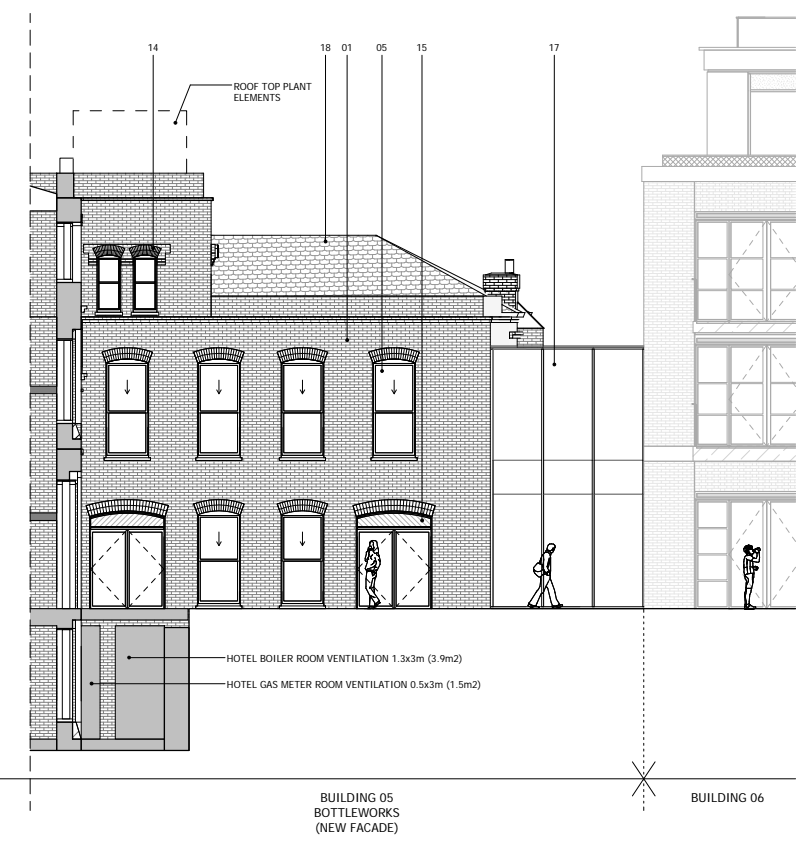 14
18 01 05 15
17
ROOF TOP PLANT
ELEMENTS
HOTEL BOILER ROOM VENTILATION 1.3x3m (3.9m2)
HOTEL GAS METER ROOM VENTILATION 0.5x3m (1.5m2)
BUILDING 05
BOTTLEWORKS
(NEW FACADE)
BUILDING 06